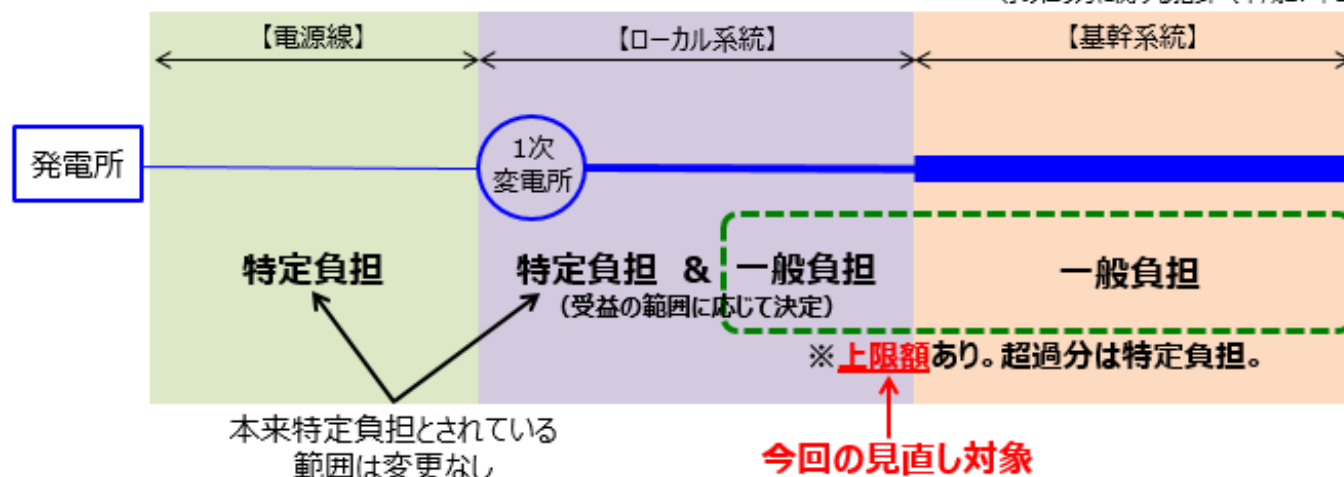 【電源線】
【ローカル系統】
【基幹系統】
発電所
1次
変電所
特定負担
特定負担 & 一般負担
(受益の範囲に応じて決定)
一般負担
※上限額あり。超過分は特定負担。
本来特定負担とされている
範囲は変更なし
今回の見直し対象